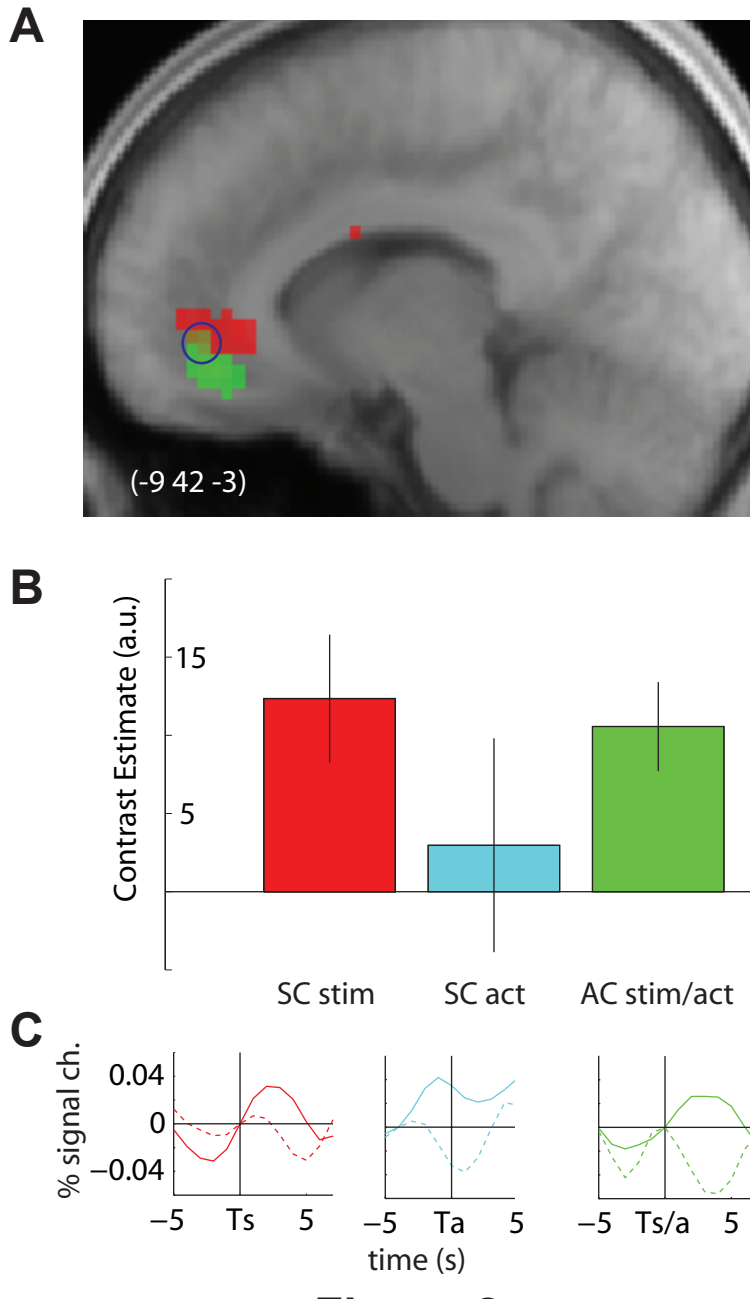 A
(-9 42 -3)
B
Contrast Estimate (a.u.)
15
5
SC stim SC act AC stim/act
C
% signal ch.
0.04
0
−0.04
−5 Ts 5 −5 Ta 5 −5 Ts/a 5
time (s)